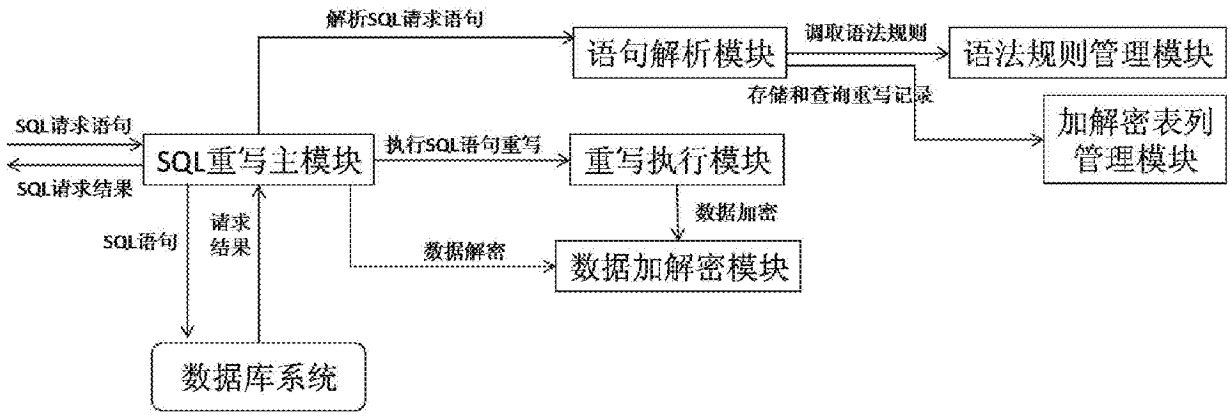 解析SQL请求语句
语句解析模块
调取语法规则
语法规则管理模块
存储和查询重写记录
加解密表列
管理模块
SQL请求语句
SQL重写主模块
执行SQL语句重写
重写执行模块
SQL请求结果
SQL语句
请求
结果
数据加密
数据解密
数据加解密模块
数据库系统